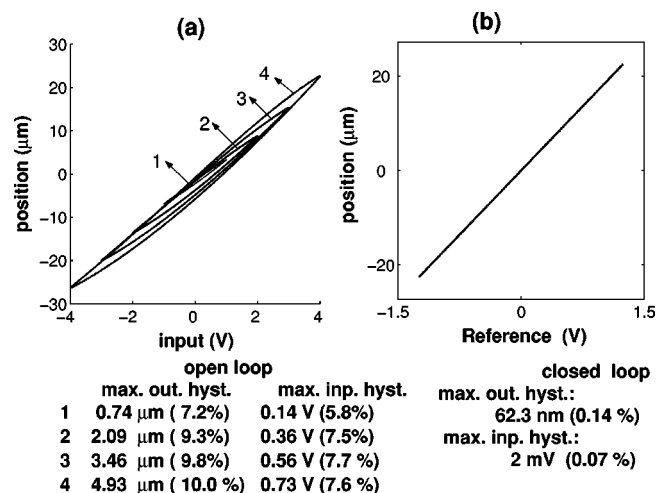 (a)
(b)
30
20
10
0
−10
−20
−30
position (μm)
1
2
3
4
−4
−2
0
2
4
input (V)
20
0
−20
position (μm)
−1.5
0
1.5
Reference (V)
open loop
max. out. hyst. max. inp. hyst.
1 0.74 μm ( 7.2%) 0.14 V (5.8%)
2 2.09 μm ( 9.3%) 0.36 V (7.5%)
3 3.46 μm ( 9.8%) 0.56 V (7.7 %)
4 4.93 μm ( 10.0 %) 0.73 V (7.6 %)
closed loop
max. out. hyst.:
62.3 nm (0.14 %)
max. inp. hyst.:
2 mV (0.07 %)